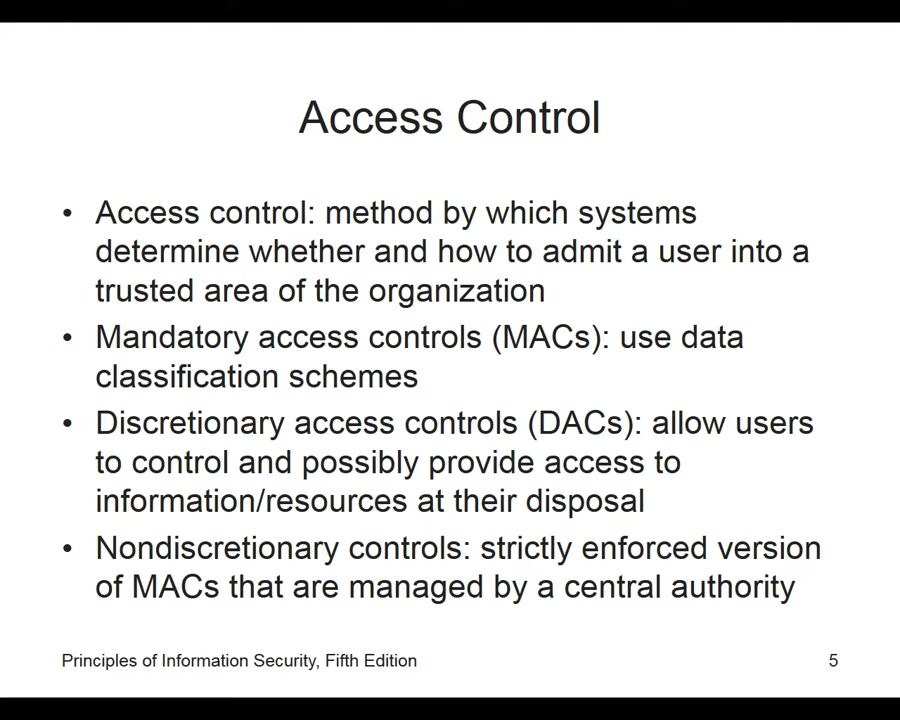 Access Control
• Access control: method by which systems
determine whether and how to admit a user into a
trusted area of the organization
• Mandatory access controls (MACs): use data
classification schemes
• Discretionary access controls (DACs): allow users
to control and possibly provide access to
information/resources at their disposal
• Nondiscretionary controls: strictly enforced version
of MACs that are managed by a central authority
Principles of Information Security, Fifth Edition 5